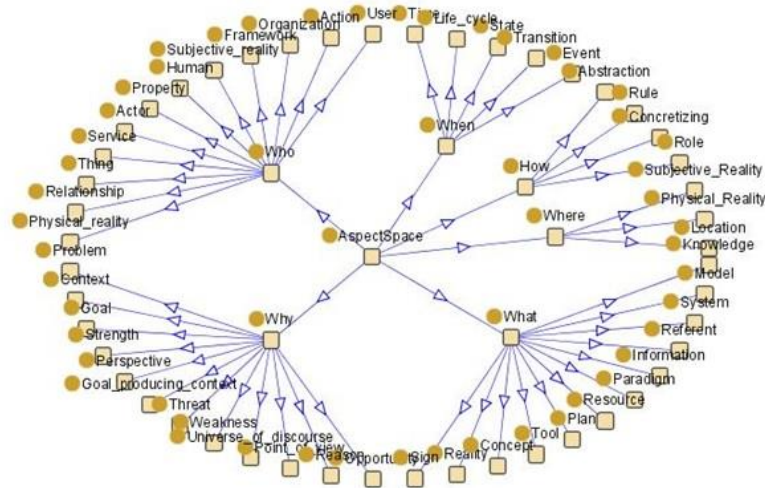 User
Time
Action
Life_cycle
Organization
State
Framework
Transition
Subjective_reality
Event
Human
Abstraction
Property
Rule
Actor
When
Concretizing
Service
Who
How
Role
Thing
Subjective_Reality
Relationship
Physical_Reality
Physical_reality
Where
Location
AspectSpace
Knowledge
Problem
Model
Context
System
Goal
Why
What
Referent
Strength
Information
Perspective
Paradigm
Goal_producing_context
Resource
Threat
Plan
Weakness
Tool
Universe_of_discourse
Concept
Point_of_view
Reality
Reason
Opportunity
Sign